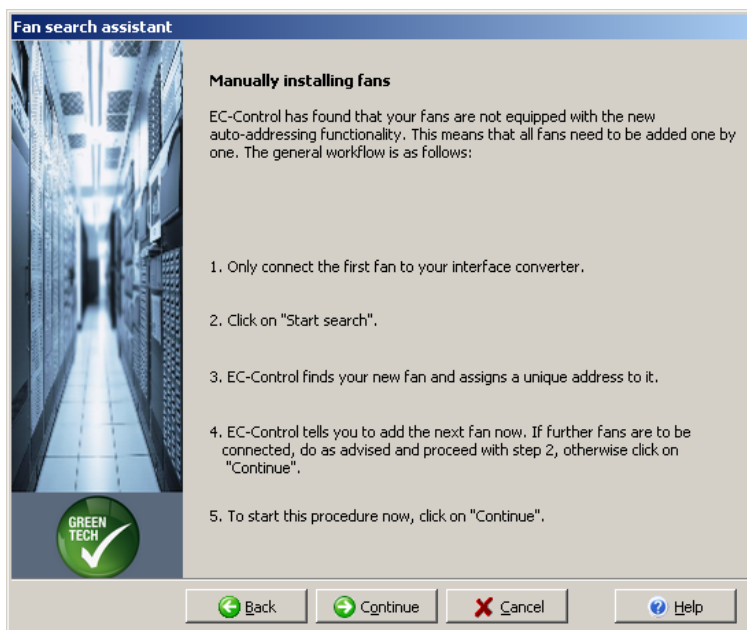 Fan search assistant
Manually installing fans
EC-Control has found that your fans are not equipped with the new
auto-addressing functionality. This means that all fans need to be added one by
one. The general workflow is as follows:
1. Only connect the first fan to your interface converter.
2. Click on "Start search".
3. EC-Control finds your new fan and assigns a unique address to it.
4. EC-Control tells you to add the next fan now. If further fans are to be
connected, do as advised and proceed with step 2, otherwise click on
"Continue".
5. To start this procedure now, click on "Continue".
GREEN
TECH
Back Continue Cancel Help